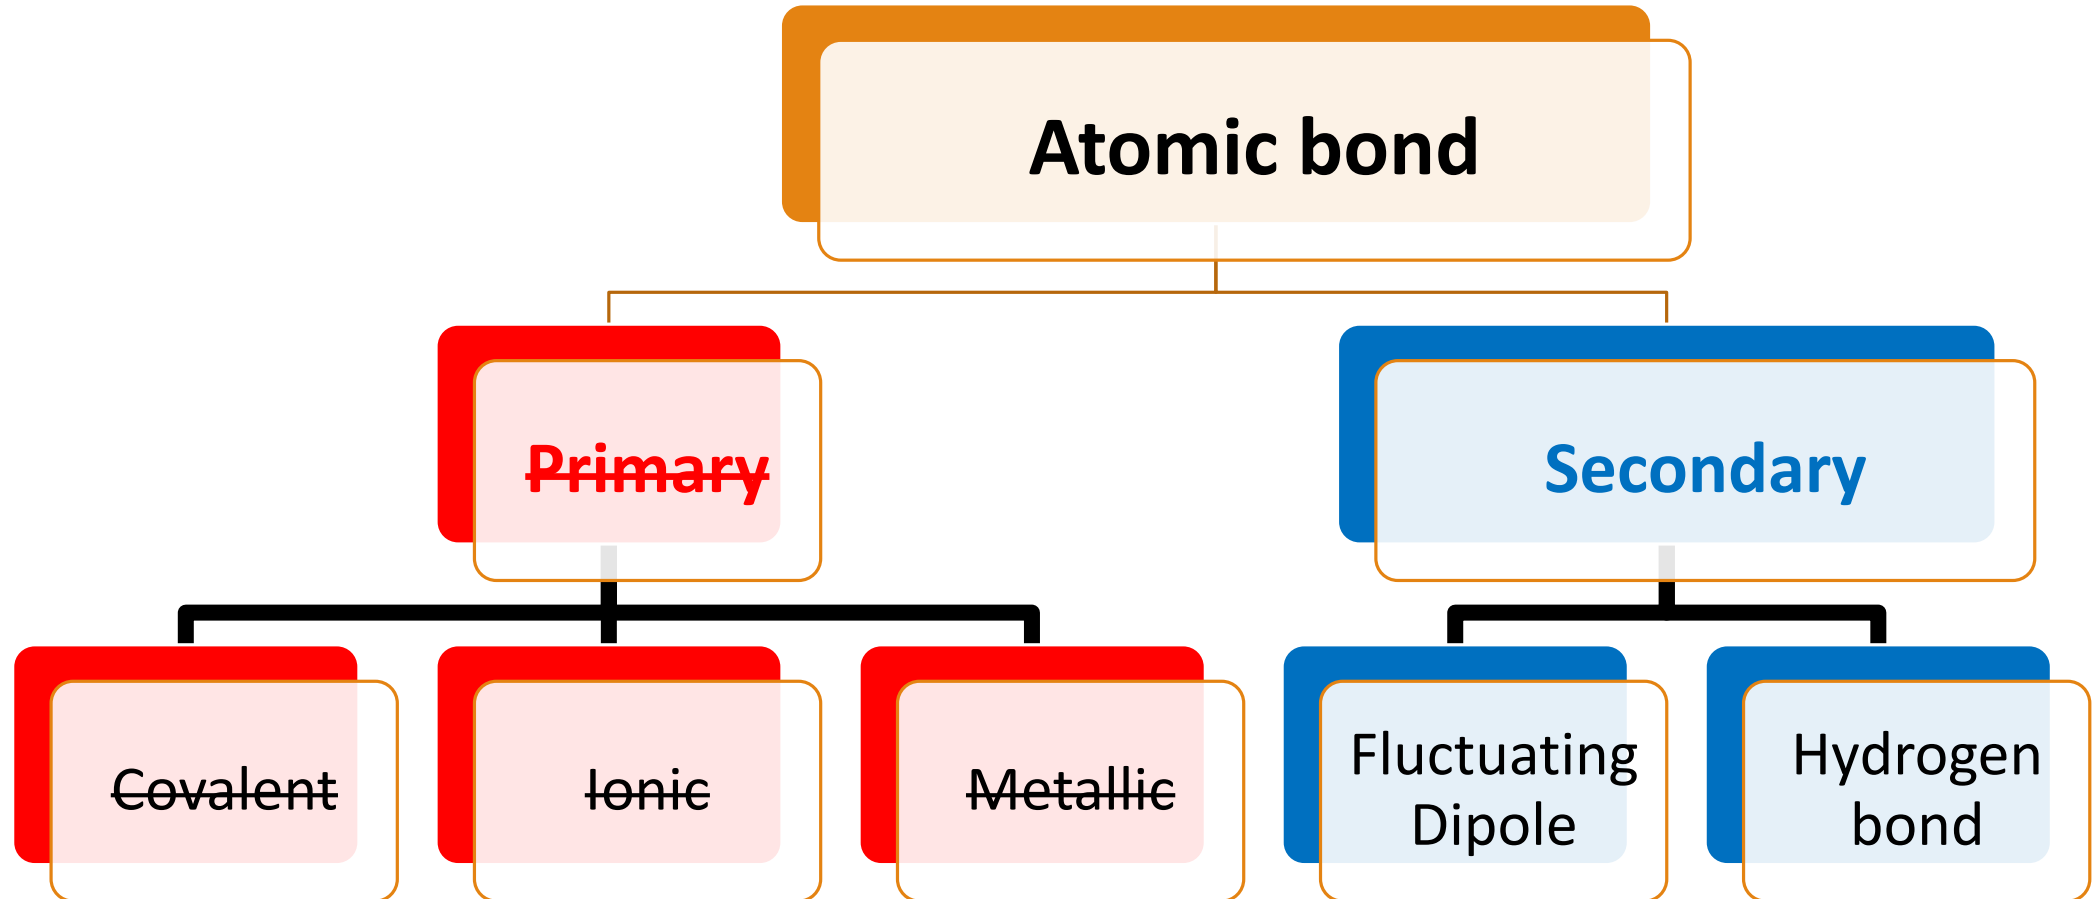 Atomic bond
Primary
Secondary
Covalent
Ionic
Metallic
Fluctuating
Dipole
Hydrogen
bond